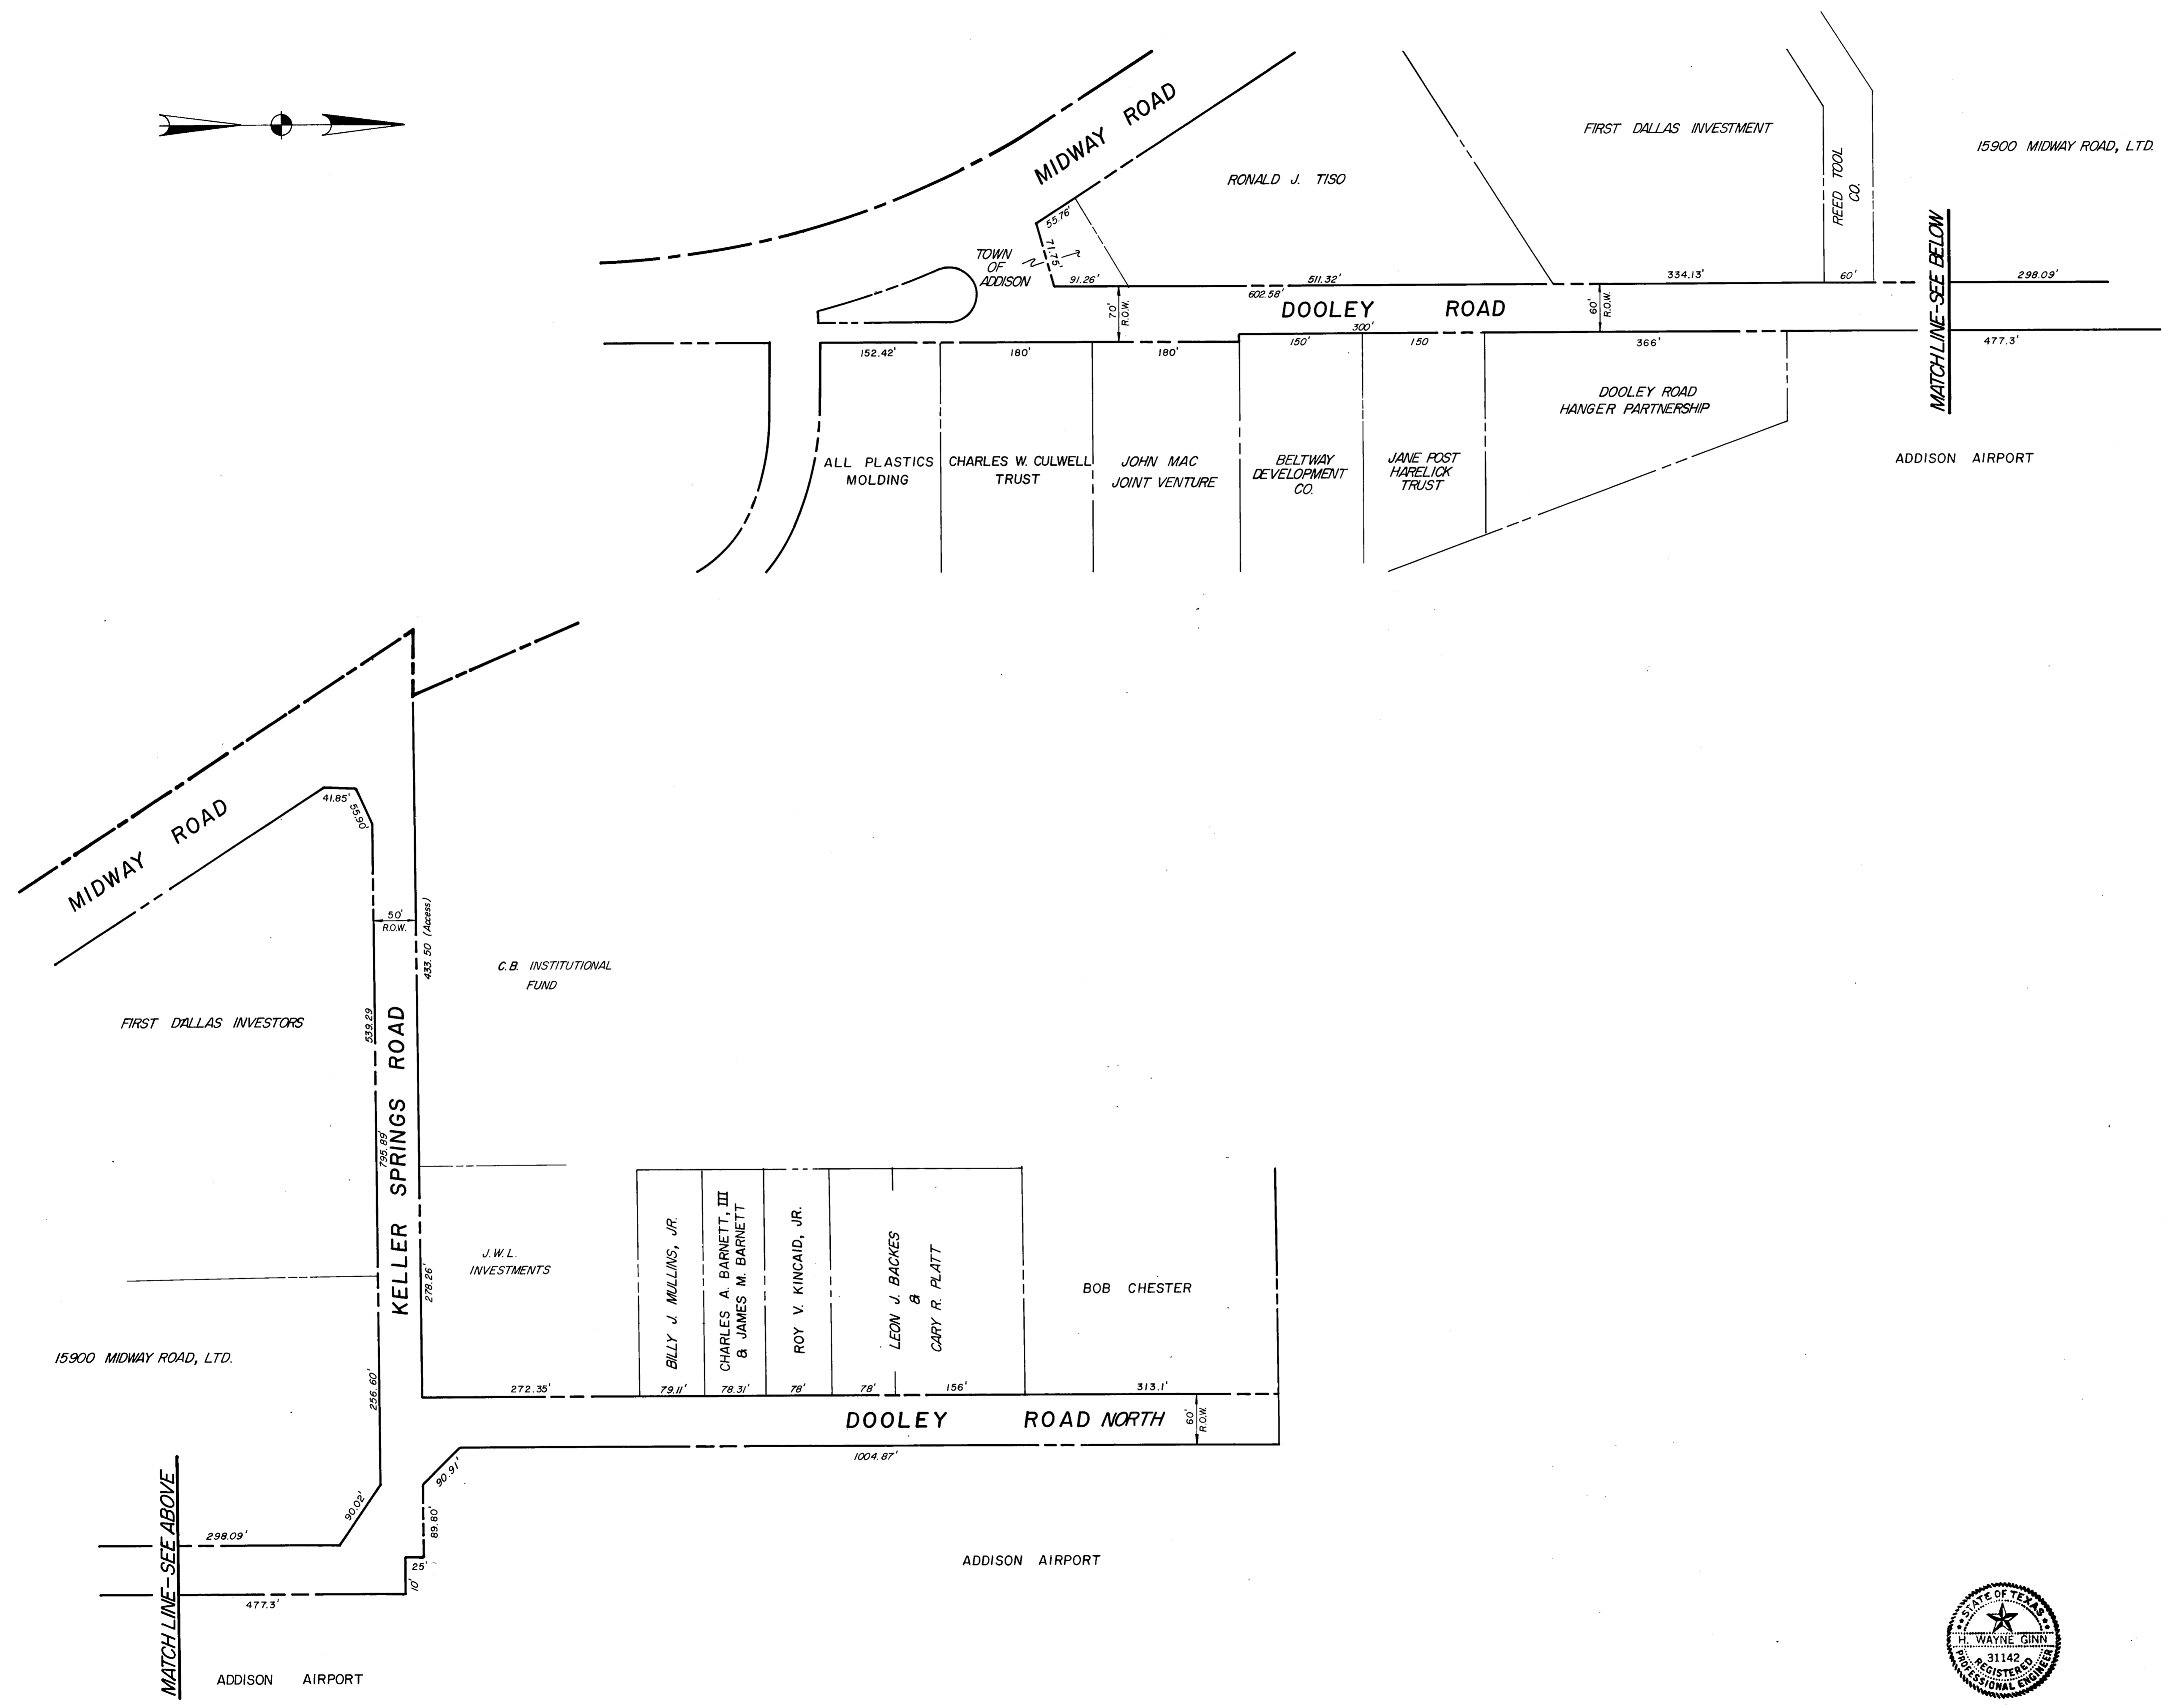 MIDWAY ROAD
FIRST DALLAS INVESTMENT
15900 MIDWAY ROAD, LTD.
REED TOOL
CO.
RONALD J. TISO
55.76'
71.75'
TOWN
OF
ADDISON
91.26'
511.32'
602.58'
334.13'
60'
298.09'
MATCH LINE-SEE BELOW
70'
R.O.W.
DOOLEY ROAD
60'
R.O.W.
300'
152.42'
180'
180'
150'
150
366'
477.3'
DOOLEY ROAD
HANGER PARTNERSHIP
ALL PLASTICS
MOLDING
CHARLES W. CULWELL
TRUST
JOHN MAC
JOINT VENTURE
BELTWAY
DEVELOPMENT
CO.
JANE POST
HARELICK
TRUST
ADDISON AIRPORT
MIDWAY ROAD
41.85'
55.90'
50'
R.O.W.
433.50 (Access)
C.B. INSTITUTIONAL
FUND
FIRST DALLAS INVESTORS
539.29
KELLER SPRINGS ROAD
795.89'
J.W.L.
INVESTMENTS
278.26'
BILLY J. MULLINS, JR.
CHARLES A. BARNETT, III
& JAMES M. BARNETT
ROY V. KINCAID, JR.
LEON J. BACKES
&
CARY R. PLATT
BOB CHESTER
15900 MIDWAY ROAD, LTD.
256.60'
272.35'
79.11'
78.31'
78'
78'
156'
313.1'
DOOLEY ROAD NORTH
60'
R.O.W.
1004.87'
90.91'
90.02'
89.80'
298.09'
25'
10'
477.3'
MATCH LINE-SEE ABOVE
ADDISON AIRPORT
ADDISON AIRPORT
STATE OF TEXAS
H. WAYNE GINN
31142
REGISTERED
PROFESSIONAL ENGINEER